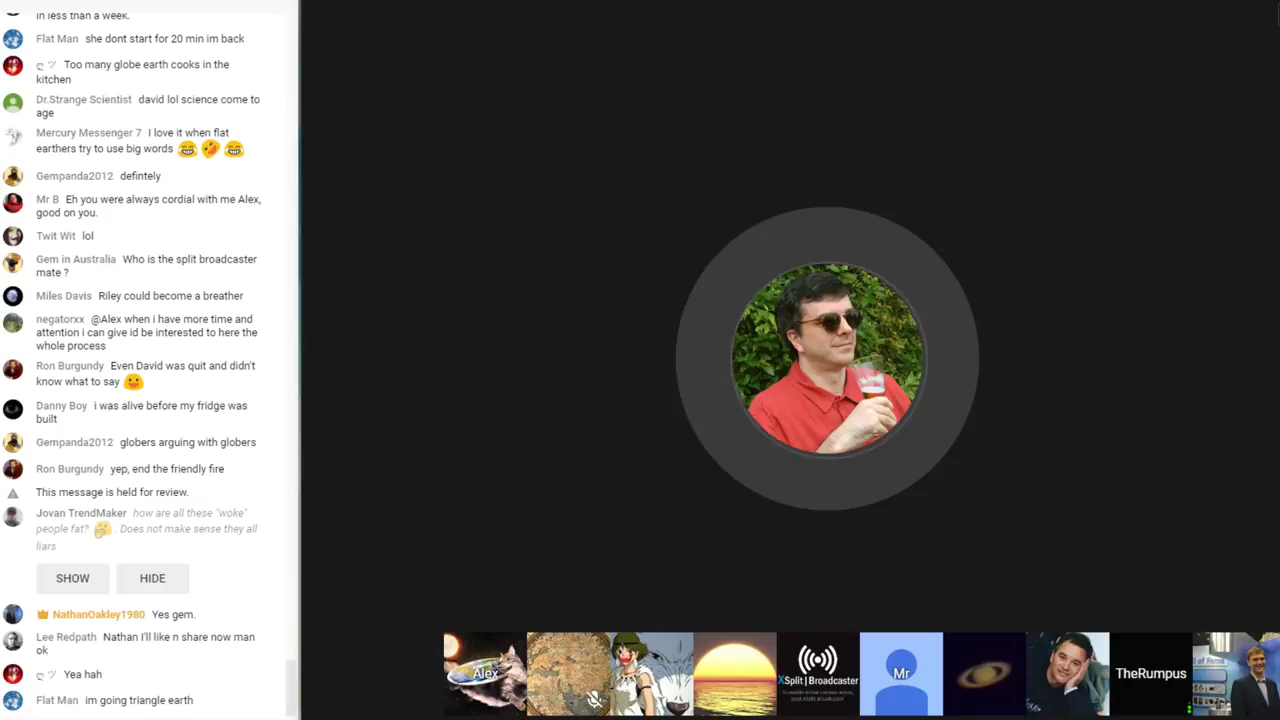 in less than a week.
Flat Man she dont start for 20 min im back
ღ ツ Too many globe earth cooks in the
kitchen
Dr.Strange Scientist david lol science come to
age
Mercury Messenger 7 I love it when flat
earthers try to use big words
Gempanda2012 defintely
Mr B Eh you were always cordial with me Alex,
good on you.
Twit Wit lol
Gem in Australia Who is the split broadcaster
mate ?
Miles Davis Riley could become a breather
negatorxx @Alex when i have more time and
attention i can give id be interested to here the
whole process
Ron Burgundy Even David was quit and didn't
know what to say
Danny Boy i was alive before my fridge was
built
Gempanda2012 globers arguing with globers
Ron Burgundy yep, end the friendly fire
This message is held for review.
Jovan TrendMaker how are all these "woke"
people fat? . Does not make sense they all
liars
SHOW HIDE
NathanOakley1980 Yes gem.
Lee Redpath Nathan I'll like n share now man
ok
ღ ツ Yea hah
Flat Man im going triangle earth
Alex
XSplit|Broadcaster
Mr
TheRumpus